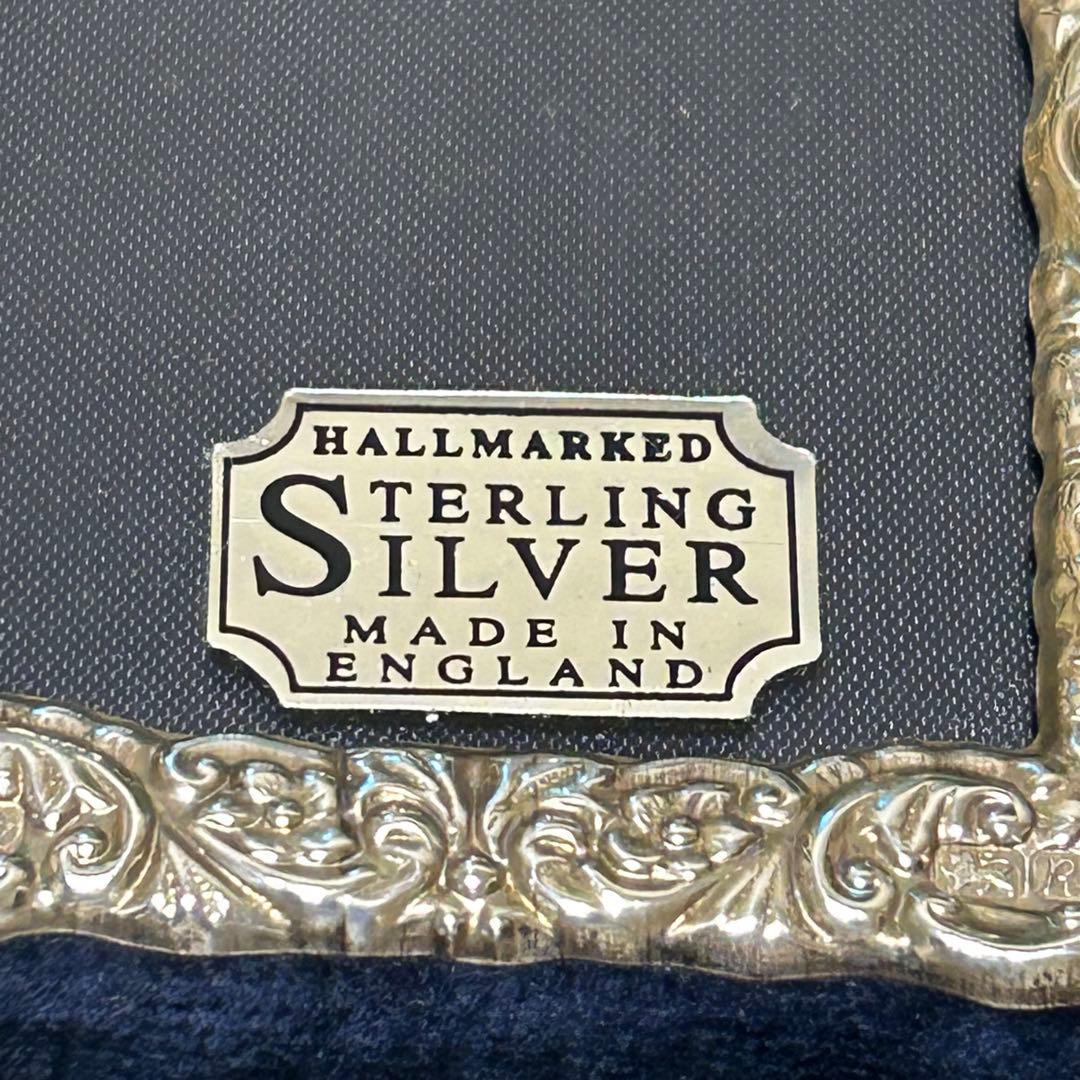 HALLMARKED
STERLING
SILVER
MADE IN
ENGLAND